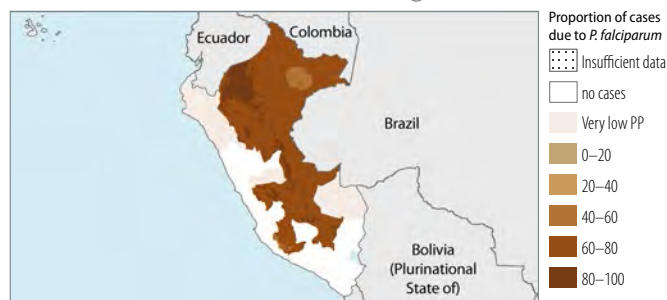 Ecuador
Colombia
Brazil
Bolivia
(Plurinational
State of)
Proportion of cases
due to P. falciparum
Insufficient data
no cases
Very low PP
0–20
20–40
40–60
60–80
80–100